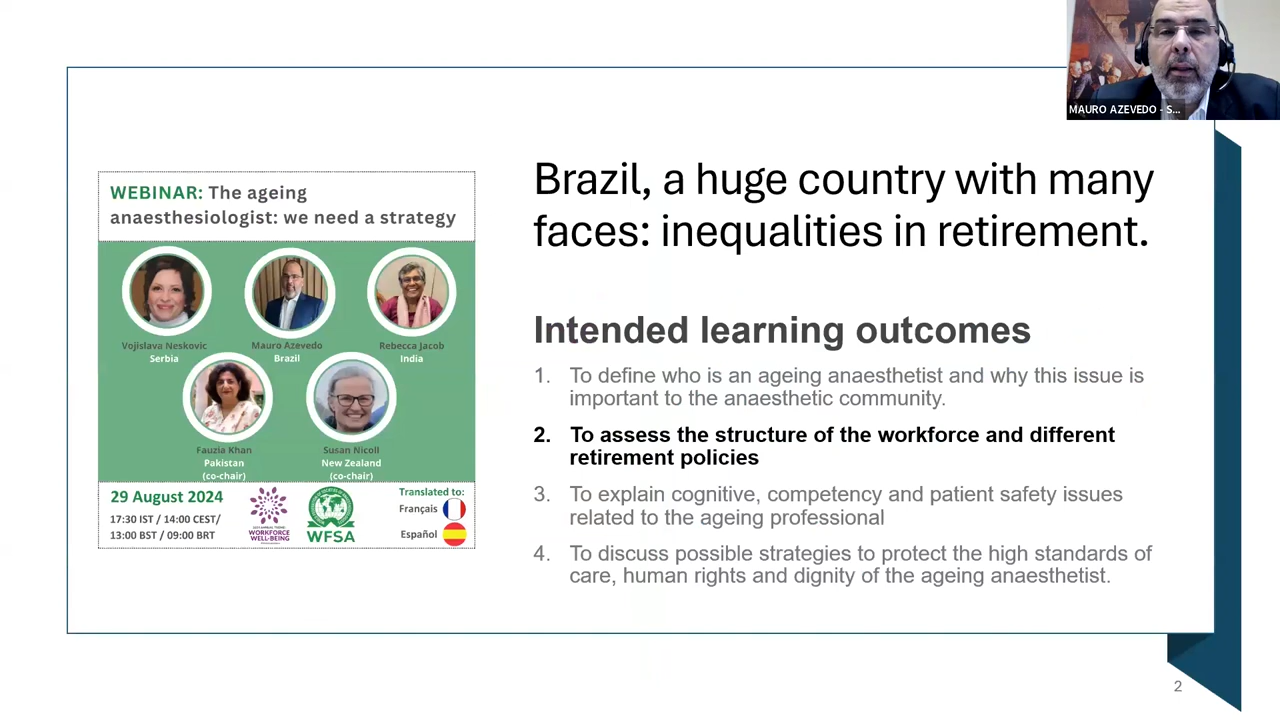 MAURO AZEVEDO - S...
WEBINAR: The ageing
anaesthesiologist: we need a strategy
Vojislava Neskovic
Serbia
Mauro Azevedo
Brazil
Rebecca Jacob
India
Fauzia Khan
Pakistan
(co-chair)
Susan Nicoll
New Zealand
(co-chair)
29 August 2024
17:30 IST / 14:00 CEST/
13:00 BST / 09:00 BRT
WORKFORCE
WELL-BEING
WFSA
Translated to:
Français
Español
Brazil, a huge country with many
faces: inequalities in retirement.
Intended learning outcomes
1. To define who is an ageing anaesthetist and why this issue is
important to the anaesthetic community.
2. To assess the structure of the workforce and different
retirement policies
3. To explain cognitive, competency and patient safety issues
related to the ageing professional
4. To discuss possible strategies to protect the high standards of
care, human rights and dignity of the ageing anaesthetist.
2